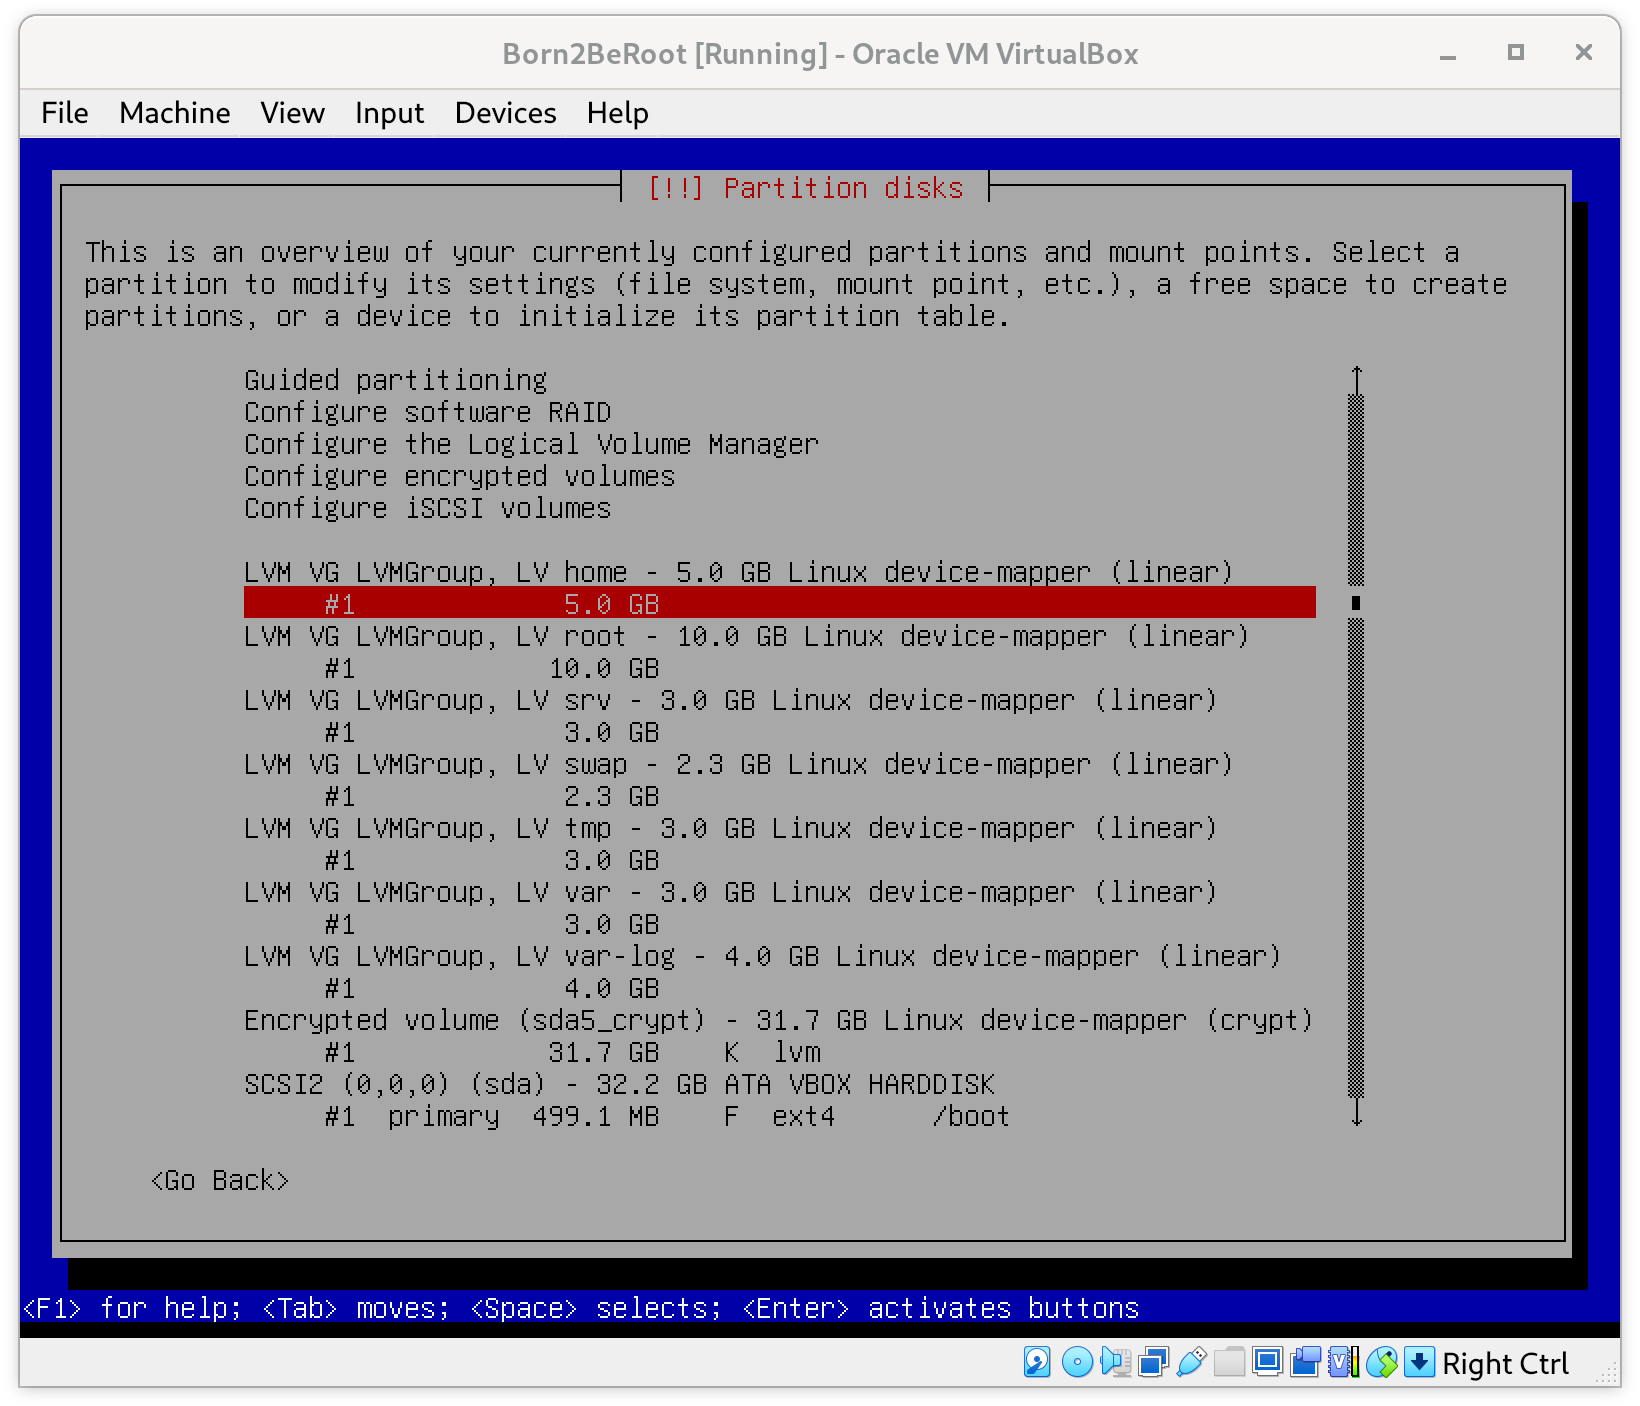 Born2BeRoot [Running] - Oracle VM VirtualBox
File Machine View Input Devices Help
[!!] Partition disks
This is an overview of your currently configured partitions and mount points. Select a
partition to modify its settings (file system, mount point, etc.), a free space to create
partitions, or a device to initialize its partition table.
Guided partitioning
Configure software RAID
Configure the Logical Volume Manager
Configure encrypted volumes
Configure iSCSI volumes
LVM VG LVMGroup, LV home - 5.0 GB Linux device-mapper (linear)
#1 5.0 GB
LVM VG LVMGroup, LV root - 10.0 GB Linux device-mapper (linear)
#1 10.0 GB
LVM VG LVMGroup, LV srv - 3.0 GB Linux device-mapper (linear)
#1 3.0 GB
LVM VG LVMGroup, LV swap - 2.3 GB Linux device-mapper (linear)
#1 2.3 GB
LVM VG LVMGroup, LV tmp - 3.0 GB Linux device-mapper (linear)
#1 3.0 GB
LVM VG LVMGroup, LV var - 3.0 GB Linux device-mapper (linear)
#1 3.0 GB
LVM VG LVMGroup, LV var-log - 4.0 GB Linux device-mapper (linear)
#1 4.0 GB
Encrypted volume (sda5_crypt) - 31.7 GB Linux device-mapper (crypt)
#1 31.7 GB K lvm
SCSI2 (0,0,0) (sda) - 32.2 GB ATA VBOX HARDDISK
#1 primary 499.1 MB F ext4 /boot
<Go Back>
<F1> for help; <Tab> moves; <Space> selects; <Enter> activates buttons
Right Ctrl